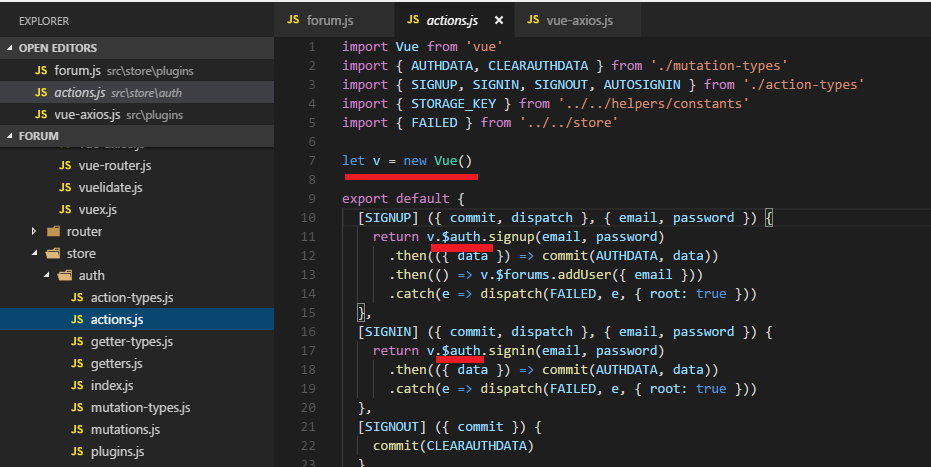 EXPLORER
OPEN EDITORS
JS forum.js src\store\plugins
JS actions.js src\store\auth
JS vue-axios.js src\plugins
FORUM
JS vue-axios.js
JS vue-router.js
JS vuelidate.js
JS vuex.js
router
store
auth
JS action-types.js
JS actions.js
JS getter-types.js
JS getters.js
JS index.js
JS mutation-types.js
JS mutations.js
JS plugins.js
JS forum.js JS actions.js × JS vue-axios.js
1 import Vue from 'vue'
2 import { AUTHDATA, CLEARAUTHDATA } from './mutation-types'
3 import { SIGNUP, SIGNIN, SIGNOUT, AUTOSIGNIN } from './action-types'
4 import { STORAGE_KEY } from '../../helpers/constants'
5 import { FAILED } from '../../store'
6
7 let v = new Vue()
8
9 export default {
10 [SIGNUP] ({ commit, dispatch }, { email, password }) {
11 return v.$auth.signup(email, password)
12 .then(({ data }) => commit(AUTHDATA, data))
13 .then(() => v.$forums.addUser({ email }))
14 .catch(e => dispatch(FAILED, e, { root: true }))
15 },
16 [SIGNIN] ({ commit, dispatch }, { email, password }) {
17 return v.$auth.signin(email, password)
18 .then(({ data }) => commit(AUTHDATA, data))
19 .catch(e => dispatch(FAILED, e, { root: true }))
20 },
21 [SIGNOUT] ({ commit }) {
22 commit(CLEARAUTHDATA)
23 }